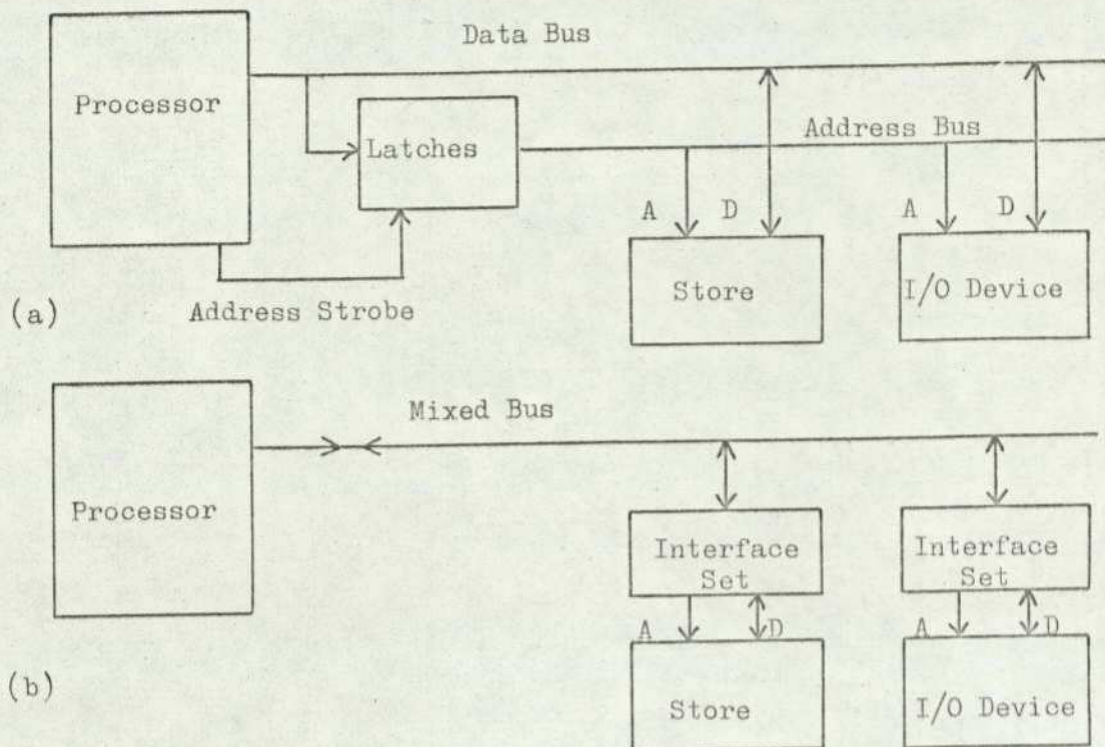 Data Bus
Processor
Latches
Address Bus
A D A D
Store I/O Device
(a) Address Strobe
Mixed Bus
Processor
Interface Set Interface Set
A D A D
(b)
Store I/O Device